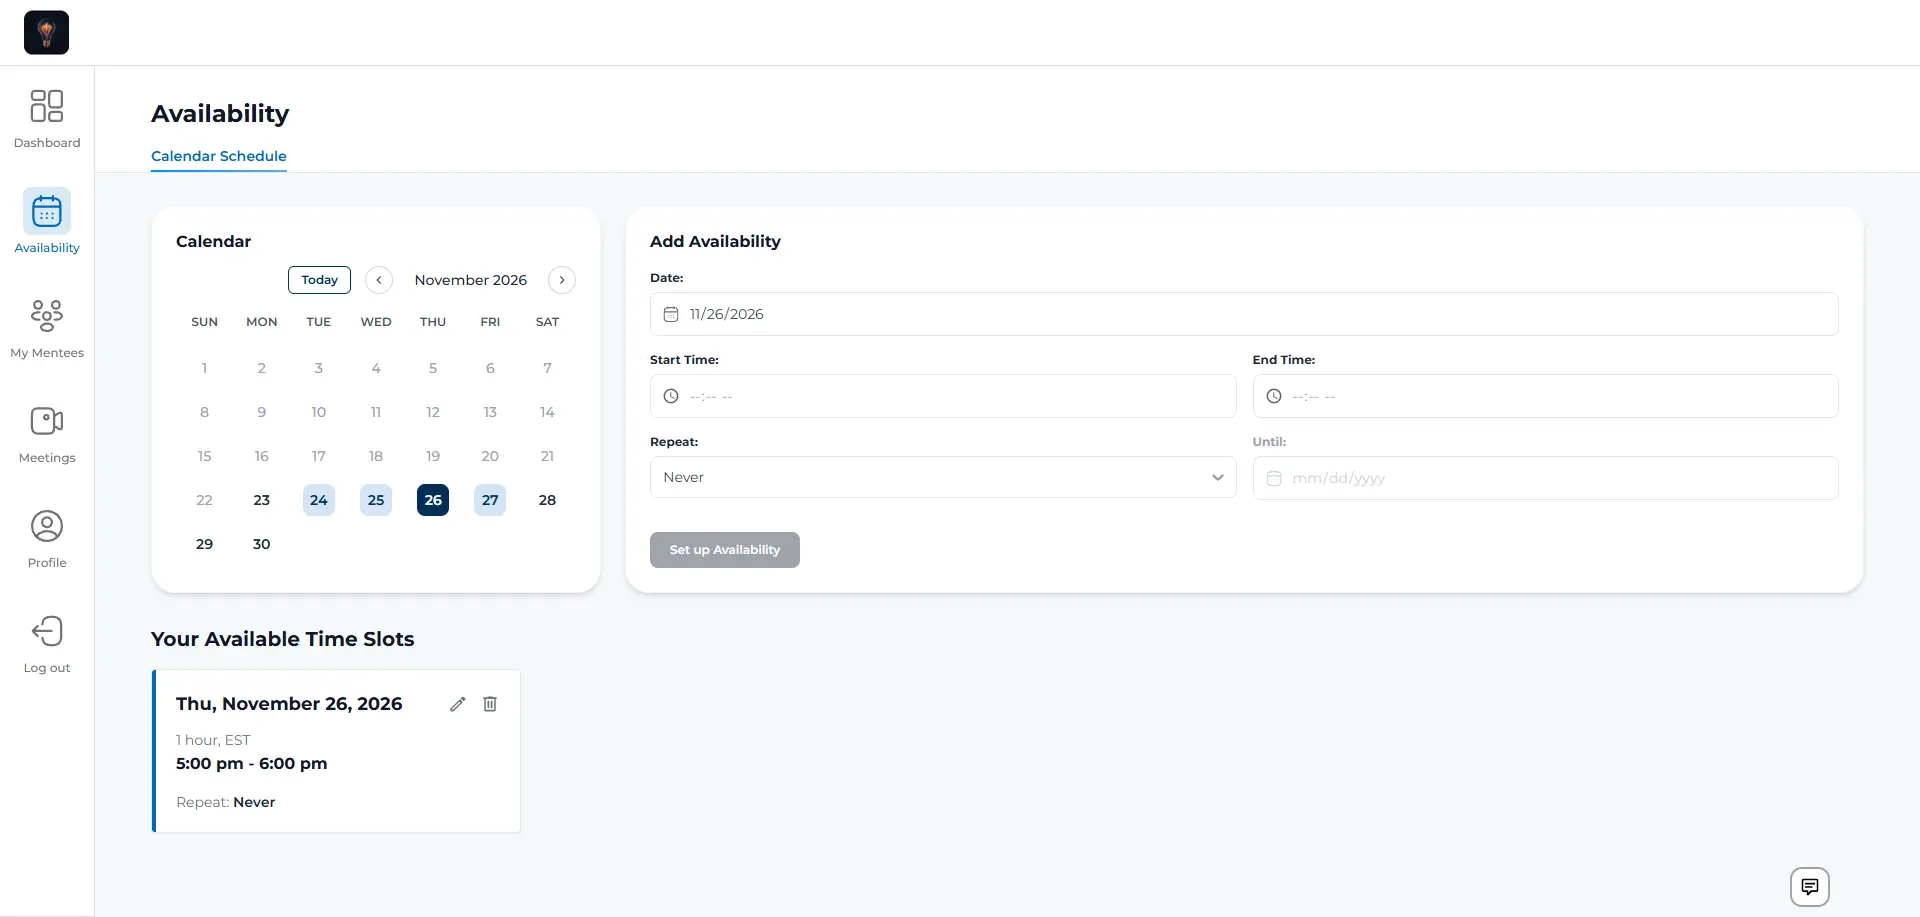 Dashboard
Availability
My Mentees
Meetings
Profile
Log out
Availability
Calendar Schedule
Calendar
Today
November 2026
SUN MON TUE WED THU FRI SAT
1 2 3 4 5 6 7
8 9 10 11 12 13 14
15 16 17 18 19 20 21
22 23 24 25 26 27 28
29 30
Add Availability
Date:
11/26/2026
Start Time: End Time:
--:-- -- --:-- --
Repeat: Until:
Never mm/dd/yyyy
Set up Availability
Your Available Time Slots
Thu, November 26, 2026
1 hour, EST
5:00 pm - 6:00 pm
Repeat: Never